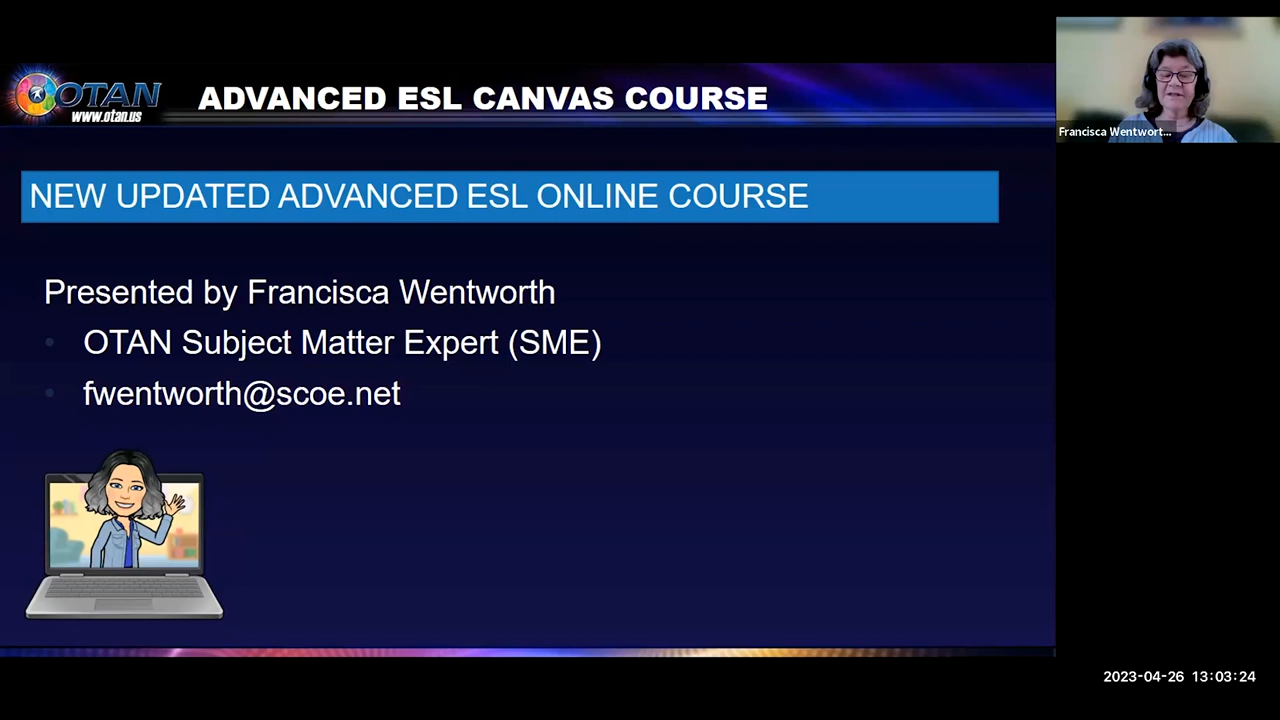 OTAN
www.otan.us
ADVANCED ESL CANVAS COURSE
Francisca Wentwort...
NEW UPDATED ADVANCED ESL ONLINE COURSE
Presented by Francisca Wentworth
• OTAN Subject Matter Expert (SME)
• fwentworth@scoe.net
2023-04-26 13:03:24